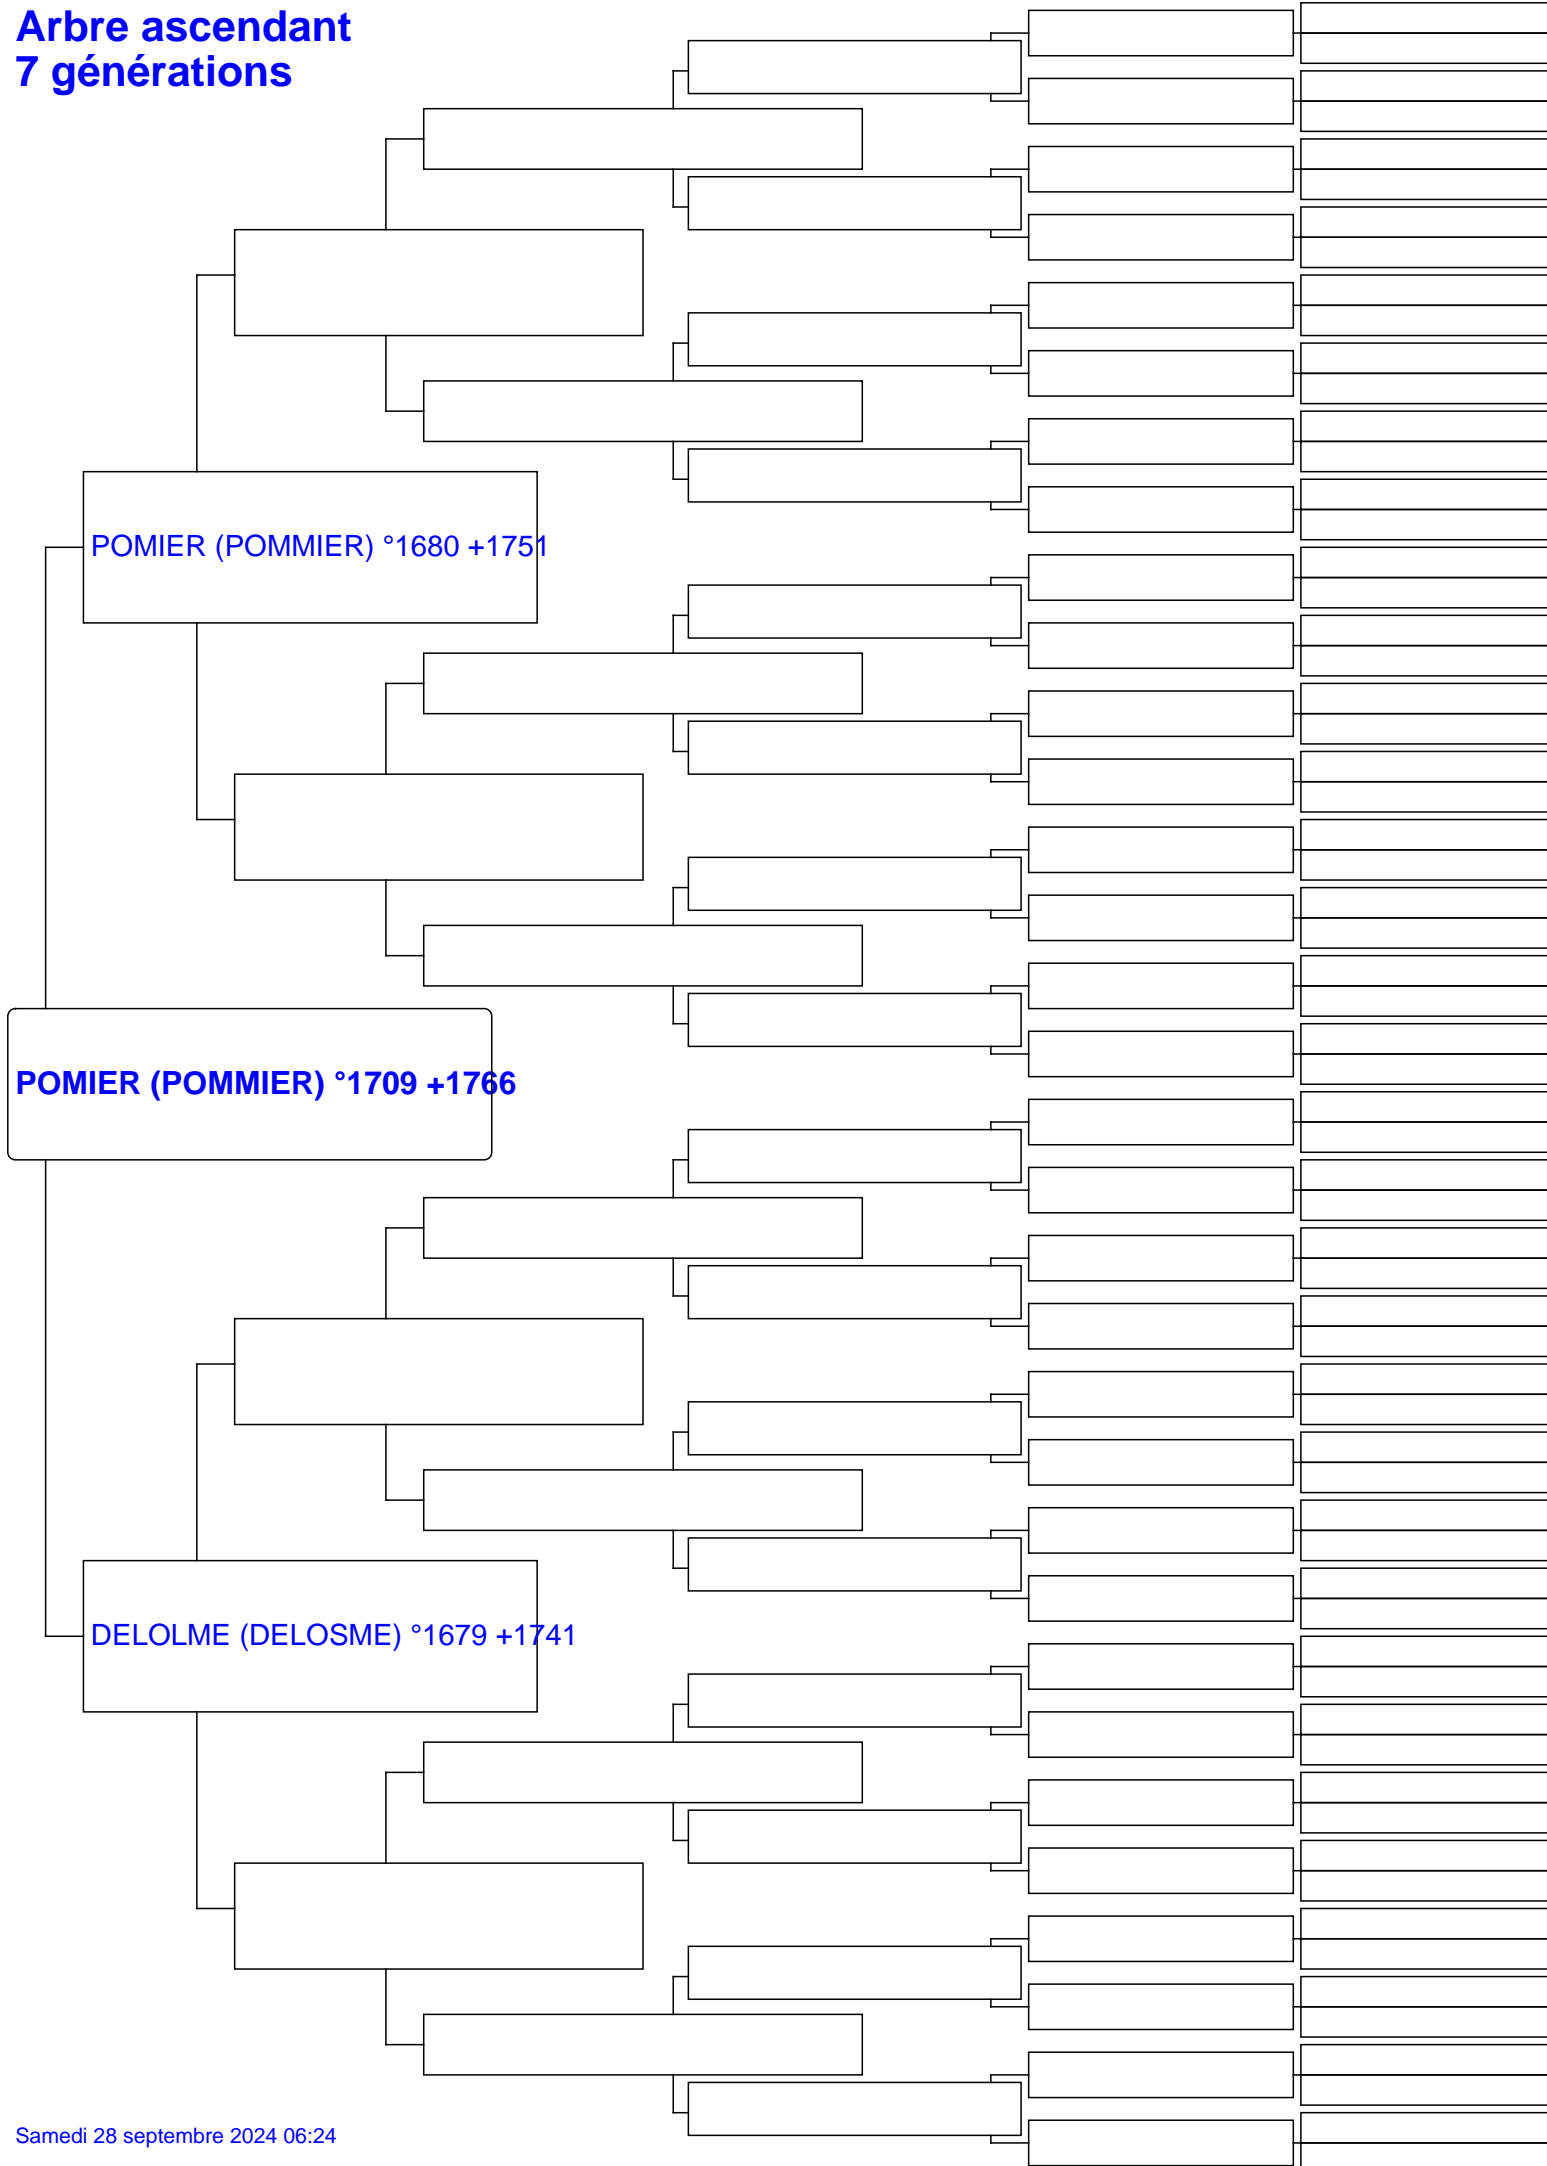 Arbre ascendant
7 générations
POMIER (POMMIER) °1680 +1751
POMIER (POMMIER) °1709 +1766
DELOLME (DELOSME) °1679 +1741
Samedi 28 septembre 2024 06:24